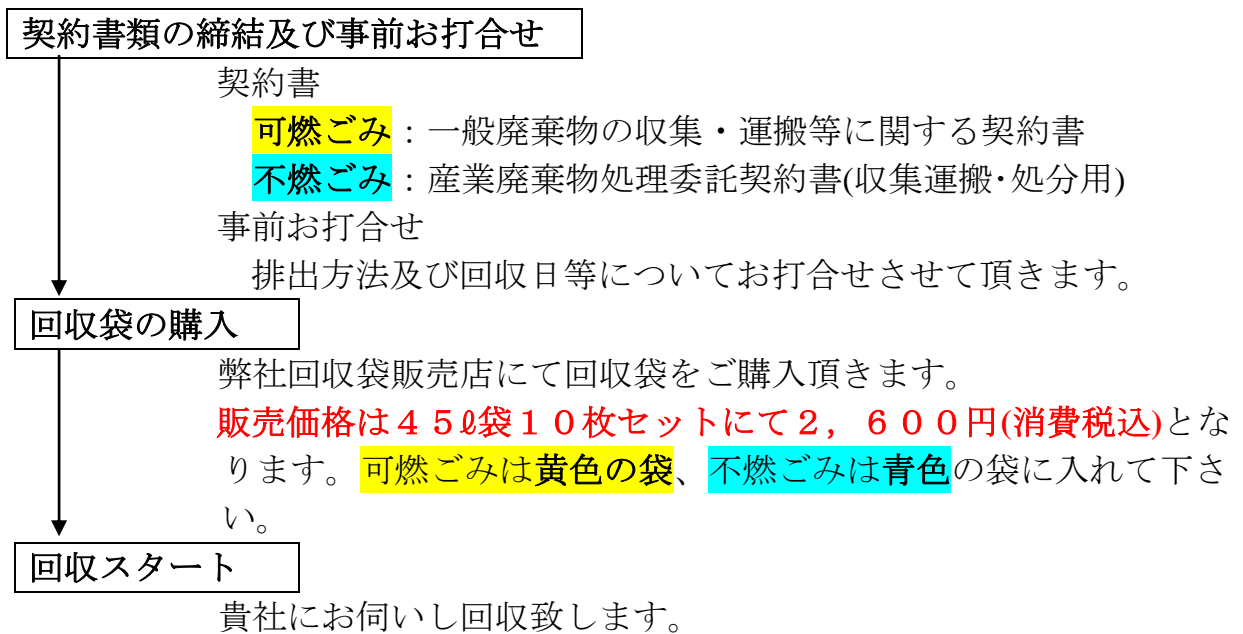 契約書類の締結及び事前お打合せ
契約書
可燃ごみ：一般廃棄物の収集・運搬等に関する契約書
不燃ごみ：産業廃棄物処理委託契約書(収集運搬･処分用)
事前お打合せ
排出方法及び回収日等についてお打合せさせて頂きます。
回収袋の購入
弊社回収袋販売店にて回収袋をご購入頂きます。
販売価格は４５ℓ袋１０枚セットにて２，６００円(消費税込)とな
ります。可燃ごみは黄色の袋、不燃ごみは青色の袋に入れて下さ
い。
回収スタート
貴社にお伺いし回収致します。